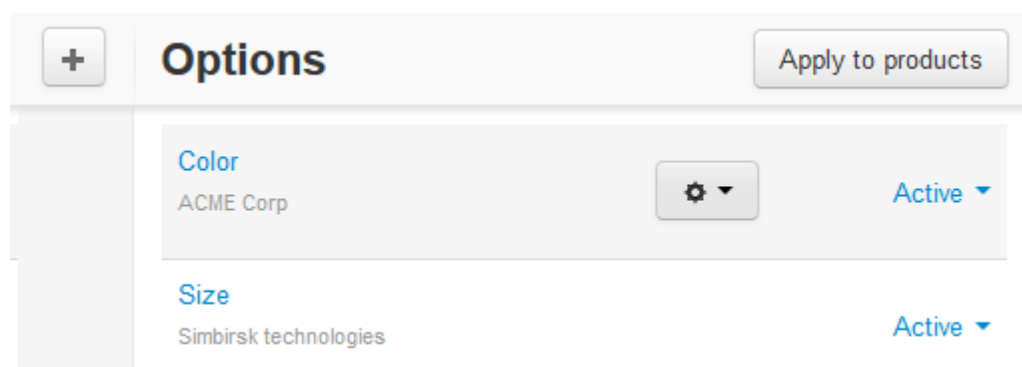 + Options Apply to products
Color
ACME Corp
Active
Size
Simbirsk technologies
Active